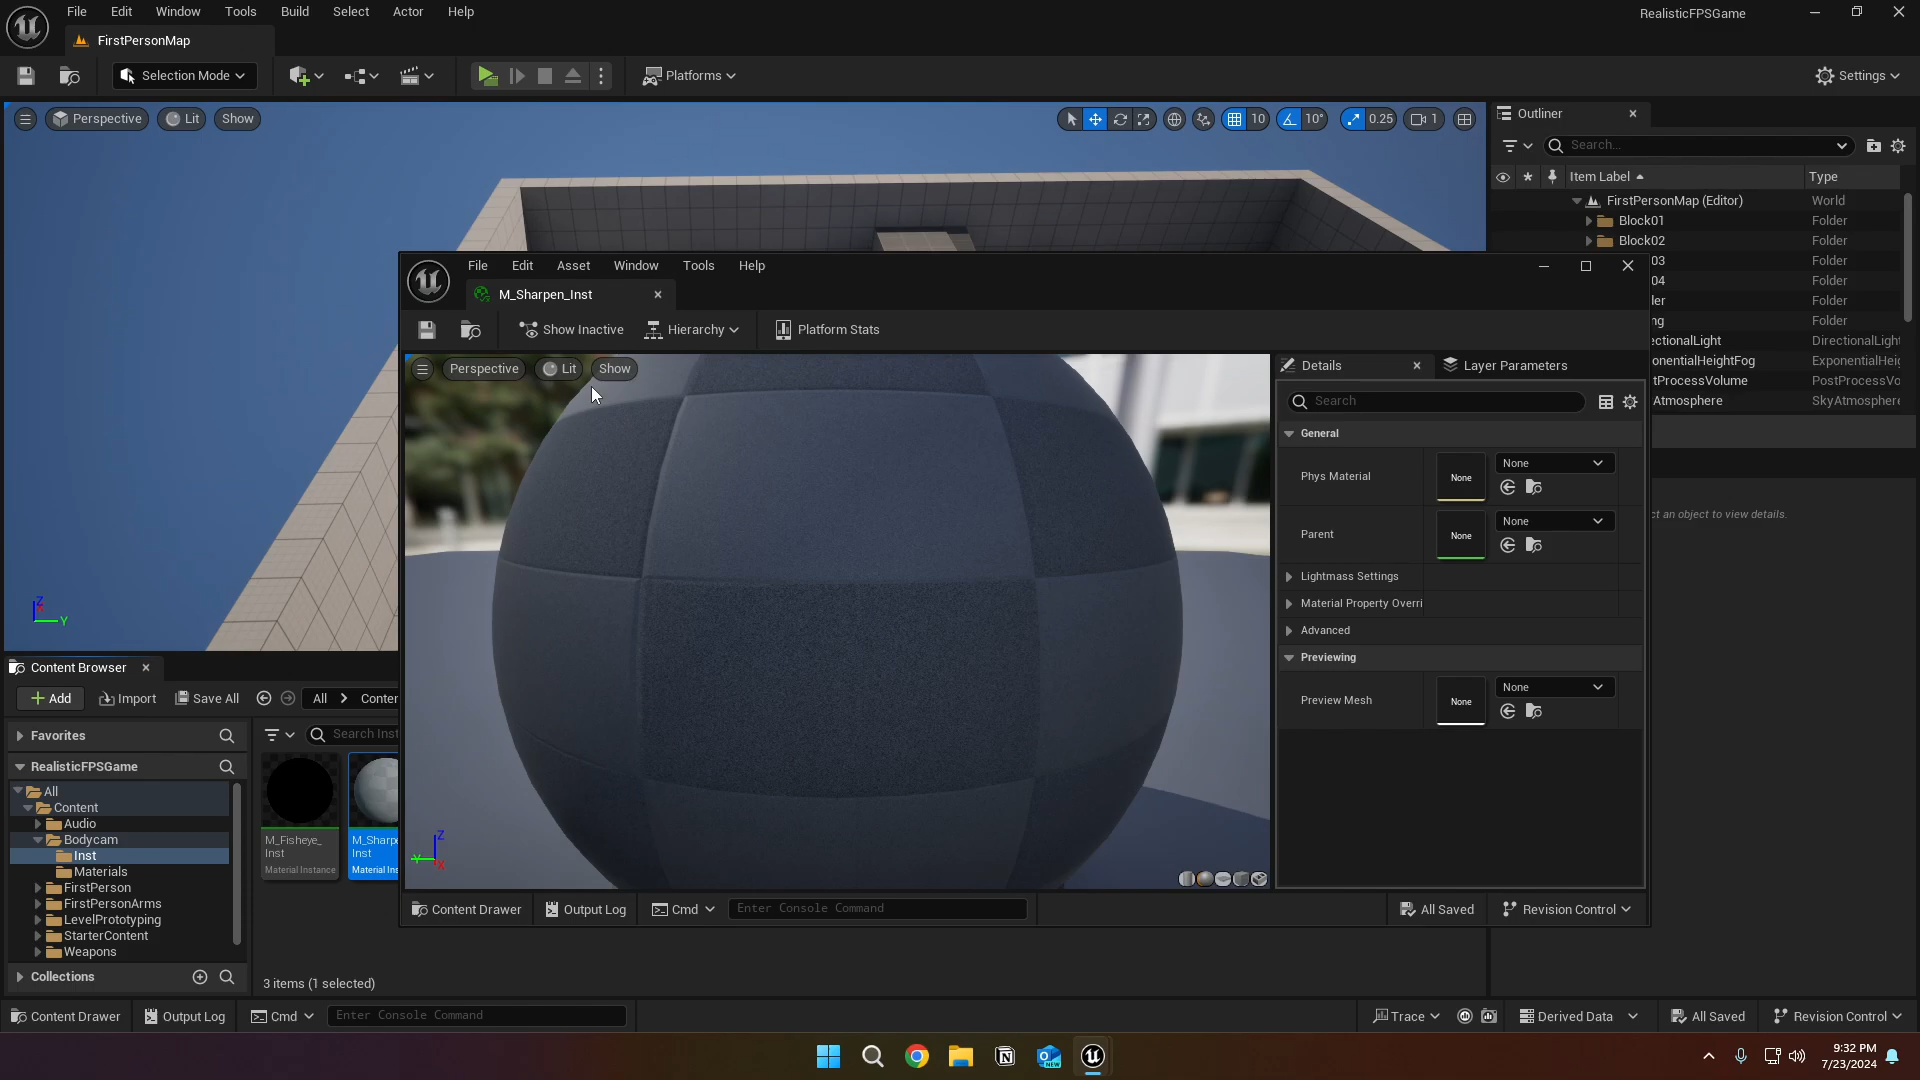 File Edit Window Tools Build Select Actor Help RealisticFPSGame
FirstPersonMap
Selection Mode Platforms Settings
Perspective Lit Show 10 10° 0.25 1
Outliner
Search...
Item Label Type
FirstPersonMap (Editor) World
Block01 Folder
Block02 Folder
03 Folder
04 Folder
ler Folder
ng Folder
ectionalLight DirectionalLight
onentialHeightFog ExponentialHeig
tProcessVolume PostProcessVo
Atmosphere SkyAtmosphere
ct an object to view details.
File Edit Asset Window Tools Help
M_Sharpen_Inst
Show Inactive Hierarchy Platform Stats
Perspective Lit Show
Details Layer Parameters
Search
General
Phys Material None None
Parent None None
Lightmass Settings
Material Property Overri
Advanced
Previewing
Preview Mesh None None
Content Drawer Output Log Cmd Enter Console Command All Saved Revision Control
Content Browser
Add Import Save All All Conten
Favorites
Search Inst
RealisticFPSGame
All
Content
Audio
Bodycam
Inst
Materials
FirstPerson
FirstPersonArms
LevelPrototyping
StarterContent
Weapons
Collections
M_Fisheye_
Inst
Material Instance
M_Sharpe
Inst
Material Ins
3 items (1 selected)
Content Drawer Output Log Cmd Enter Console Command Trace Derived Data All Saved Revision Control
9:32 PM
7/23/2024